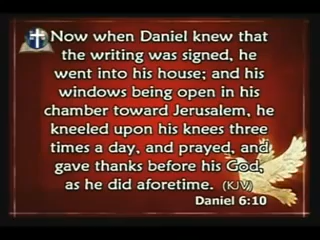 Now when Daniel knew that
the writing was signed, he
went into his house; and his
windows being open in his
chamber toward Jerusalem, he
kneeled upon his knees three
times a day, and prayed, and
gave thanks before his God,
as he did aforetime. (KJV)
Daniel 6:10